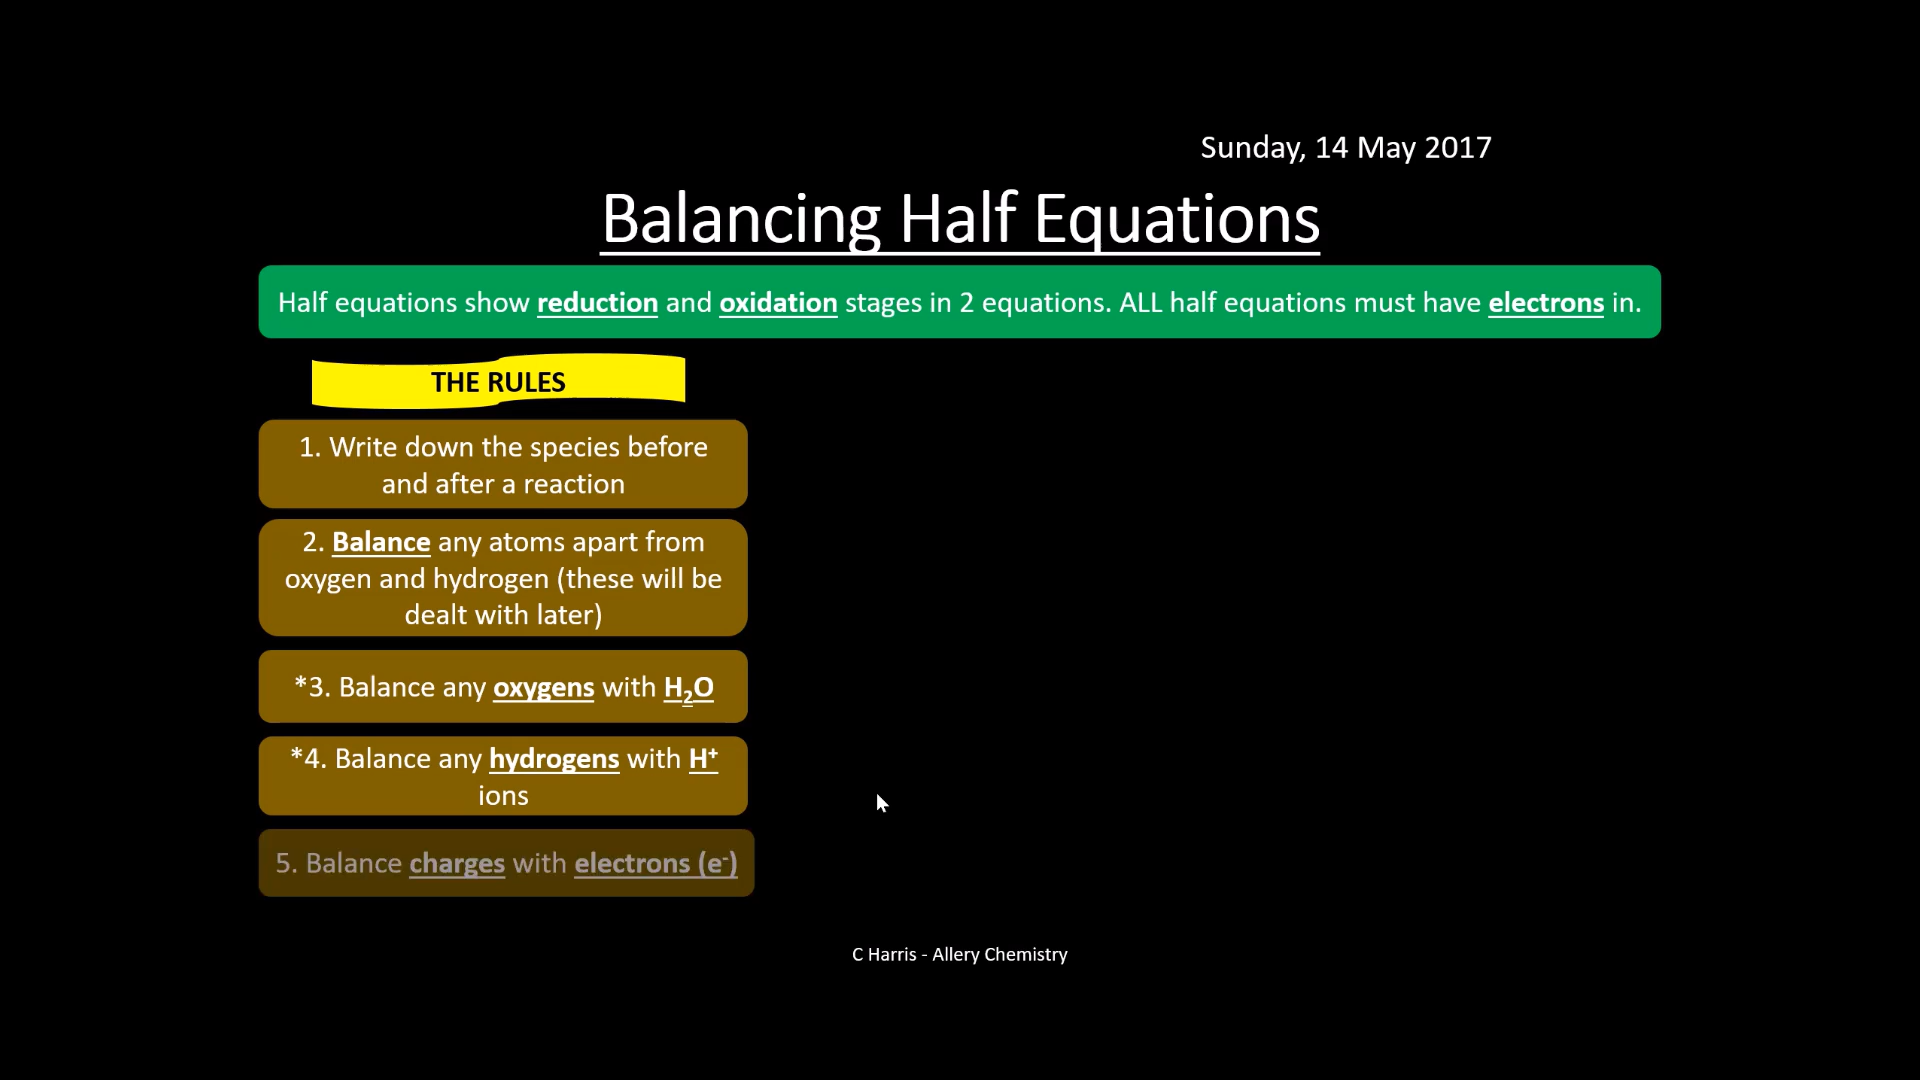 Sunday, 14 May 2017
Balancing Half Equations
Half equations show reduction and oxidation stages in 2 equations. ALL half equations must have electrons in.
THE RULES
1. Write down the species before
and after a reaction
2. Balance any atoms apart from
oxygen and hydrogen (these will be
dealt with later)
*3. Balance any oxygens with H₂O
*4. Balance any hydrogens with H⁺
ions
5. Balance charges with electrons (e⁻)
C Harris - Allery Chemistry